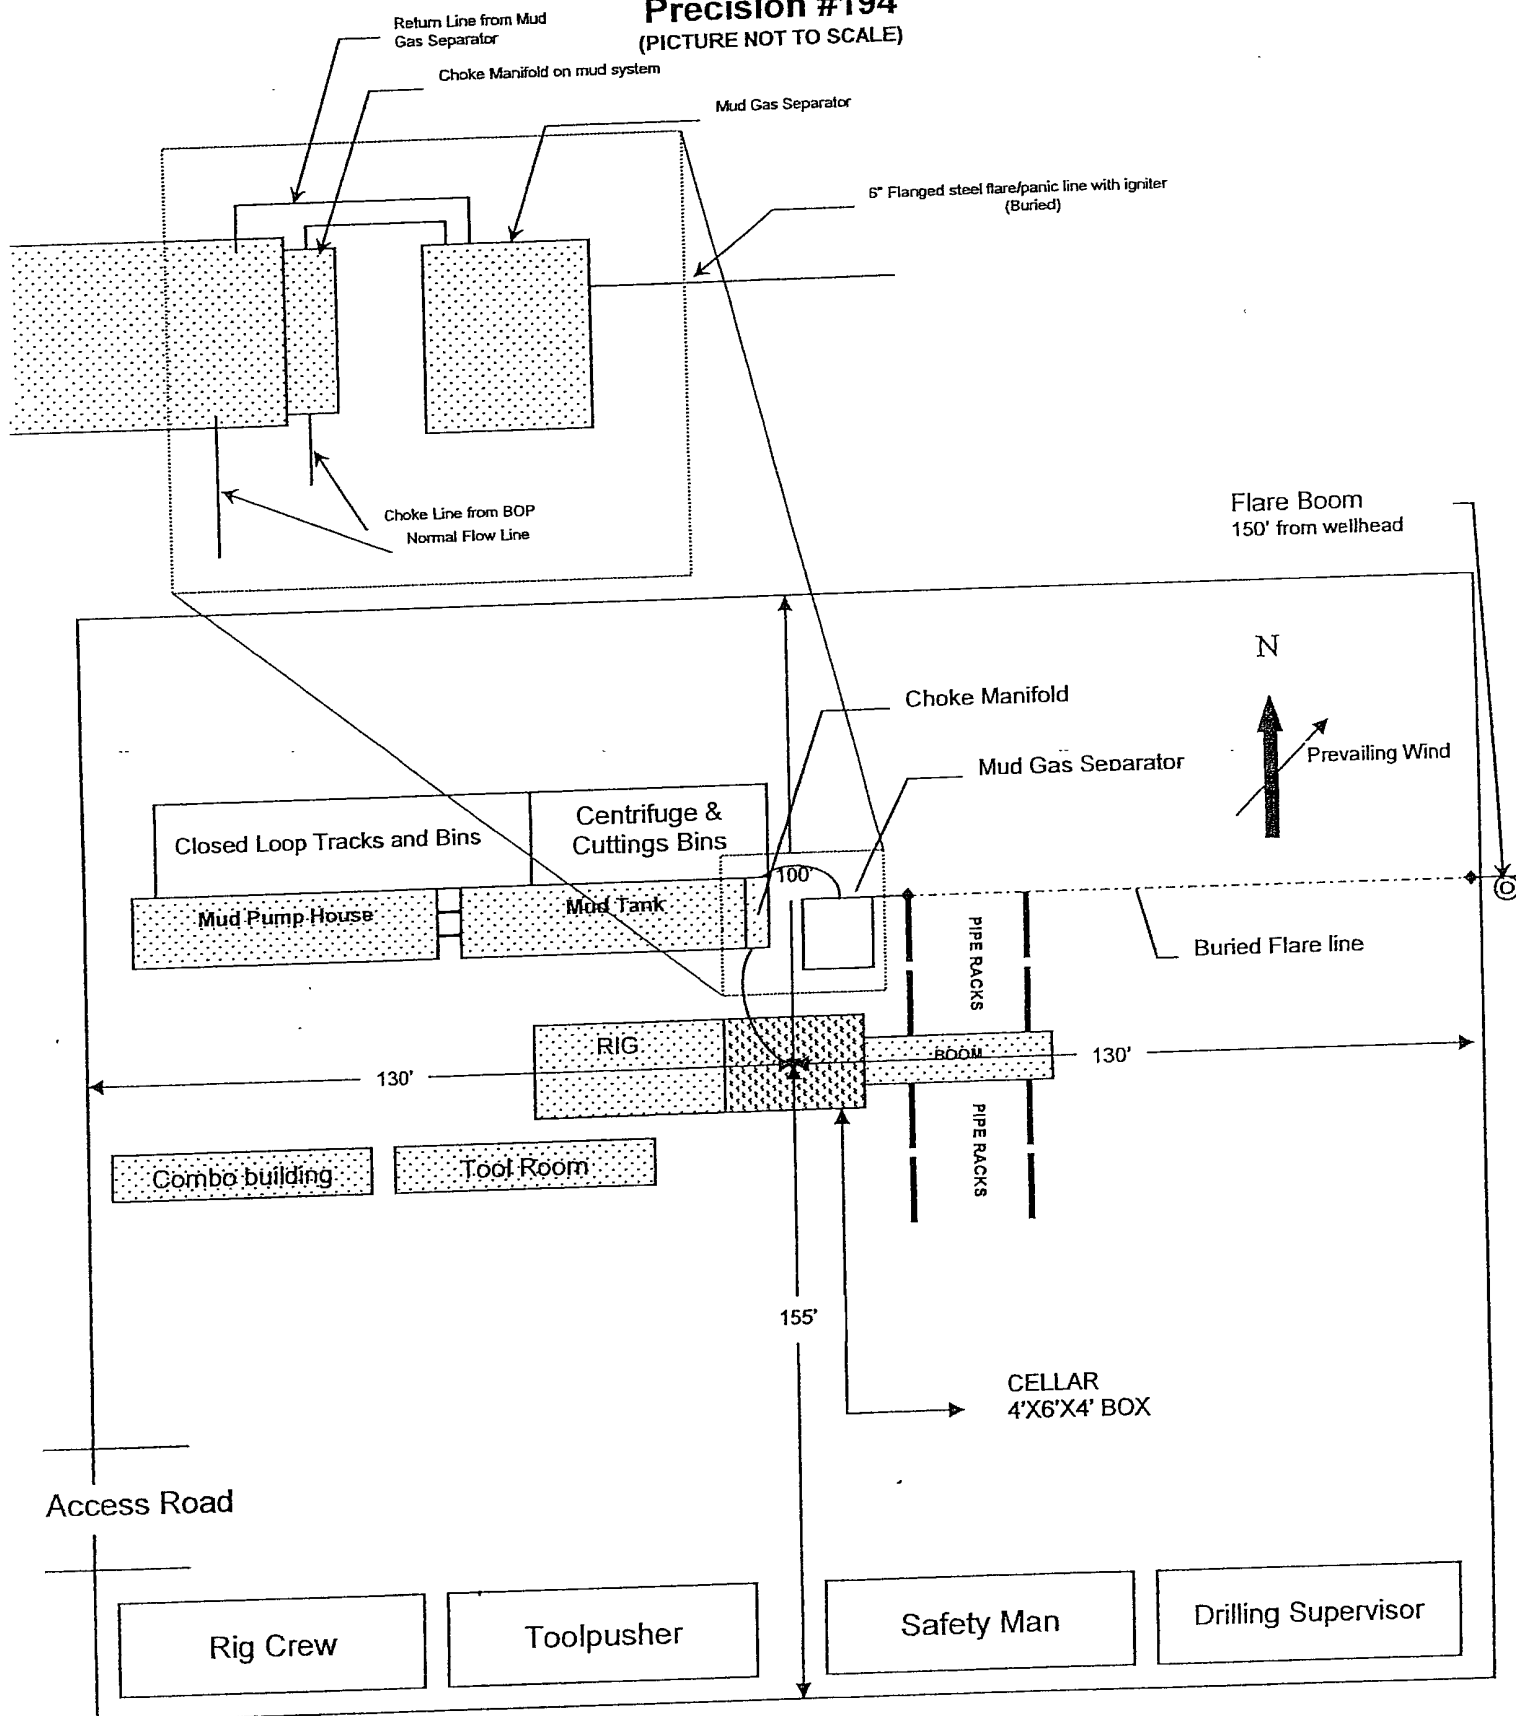 Precision #194
(PICTURE NOT TO SCALE)
Return Line from Mud
Gas Separator
Choke Manifold on mud system
Mud Gas Separator
6" Flanged steel flare/panic line with igniter
(Buried)
Choke Line from BOP
Normal Flow Line
Flare Boom
150' from wellhead
N
Prevailing Wind
Choke Manifold
Mud Gas Separator
Closed Loop Tracks and Bins
Centrifuge &
Cuttings Bins
100'
Mud Pump House
Mud Tank
PIPE RACKS
Buried Flare line
RIG
BOOM
130'
130'
PIPE RACKS
Combo building
Tool Room
155'
CELLAR
4'X6'X4' BOX
Access Road
Rig Crew
Toolpusher
Safety Man
Drilling Supervisor